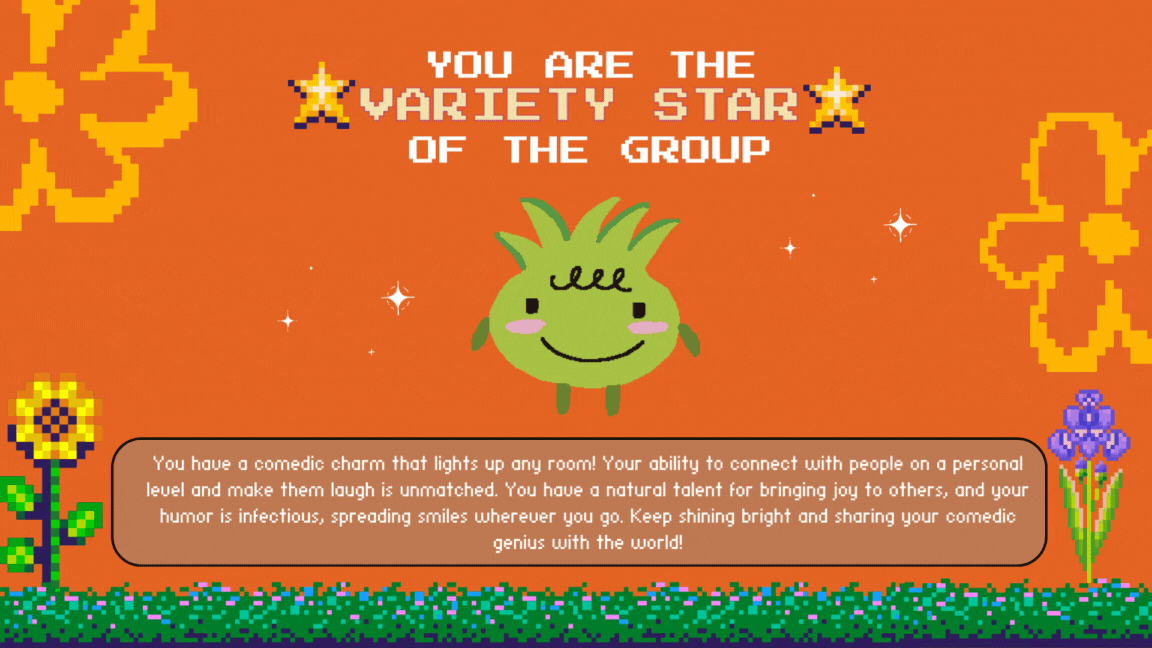 YOU ARE THE
VARIETY STAR
OF THE GROUP
You have a comedic charm that lights up any room! Your ability to connect with people on a personal
level and make them laugh is unmatched. You have a natural talent for bringing joy to others, and your
humor is infectious, spreading smiles wherever you go. Keep shining bright and sharing your comedic
genius with the world!